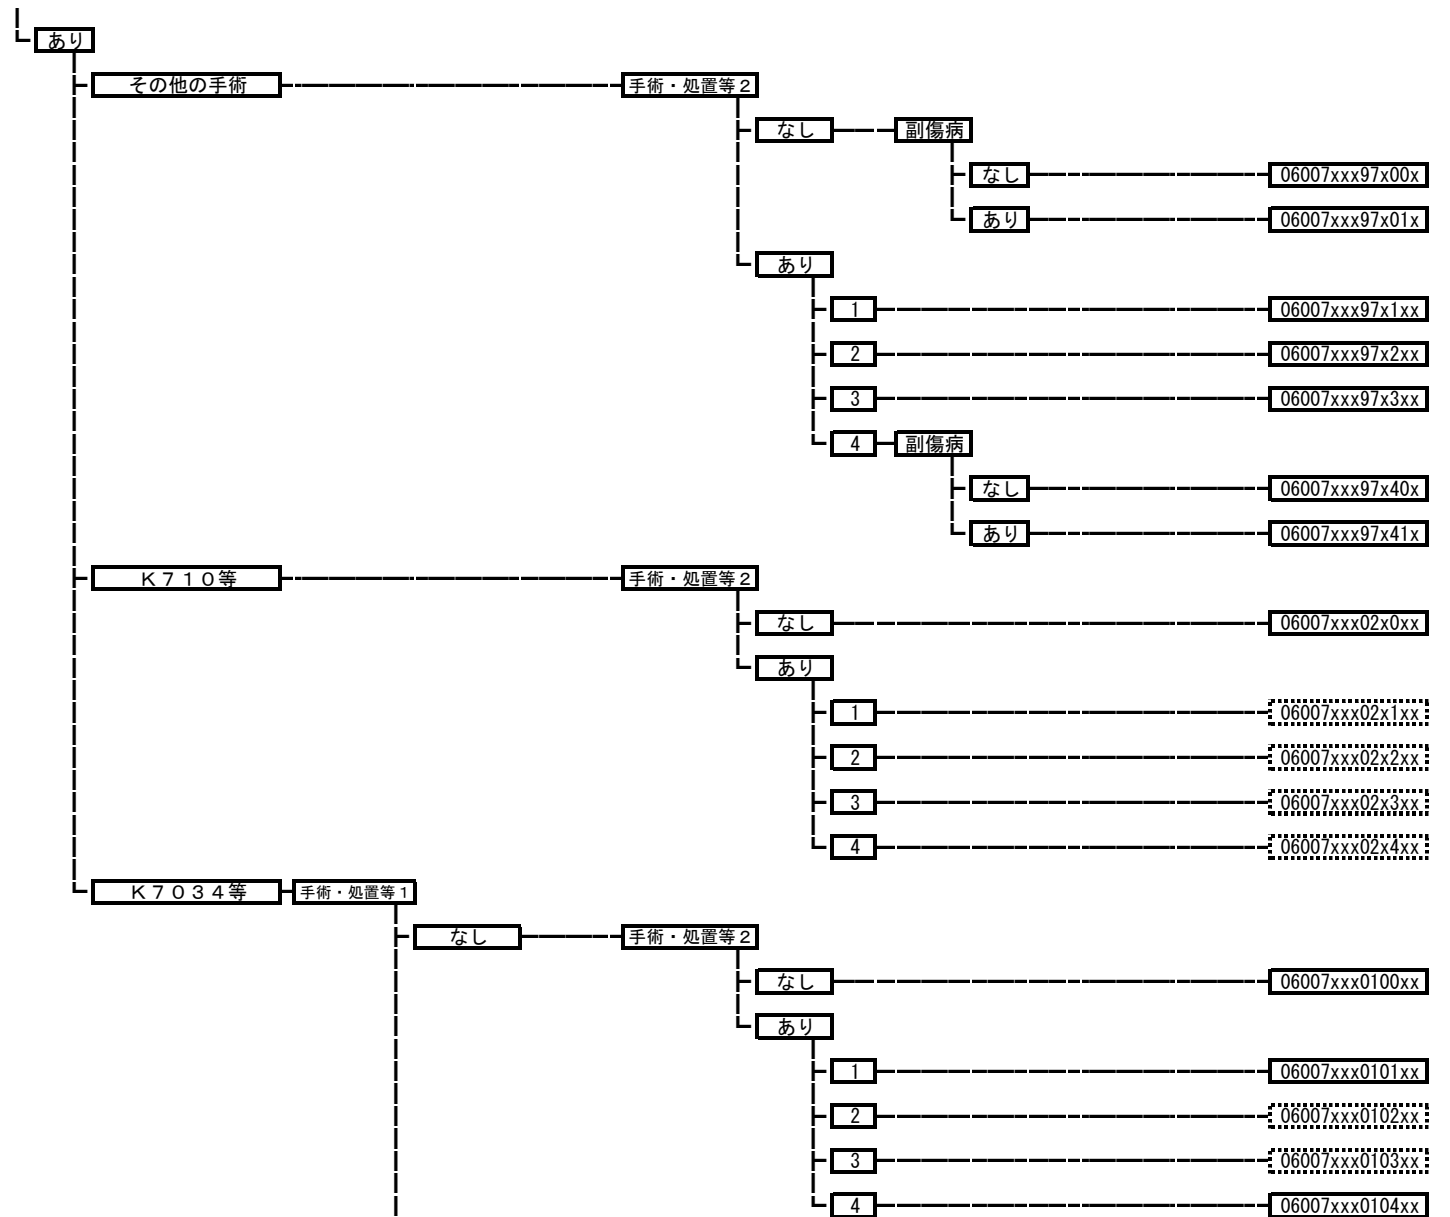 あり
その他の手術 手術・処置等2
なし 副傷病
なし 06007xxx97x00x
あり 06007xxx97x01x
あり
1 06007xxx97x1xx
2 06007xxx97x2xx
3 06007xxx97x3xx
4 副傷病
なし 06007xxx97x40x
あり 06007xxx97x41x
K710等 手術・処置等2
なし 06007xxx02x0xx
あり
1 06007xxx02x1xx
2 06007xxx02x2xx
3 06007xxx02x3xx
4 06007xxx02x4xx
K7034等 手術・処置等1
なし 手術・処置等2
なし 06007xxx0100xx
あり
1 06007xxx0101xx
2 06007xxx0102xx
3 06007xxx0103xx
4 06007xxx0104xx